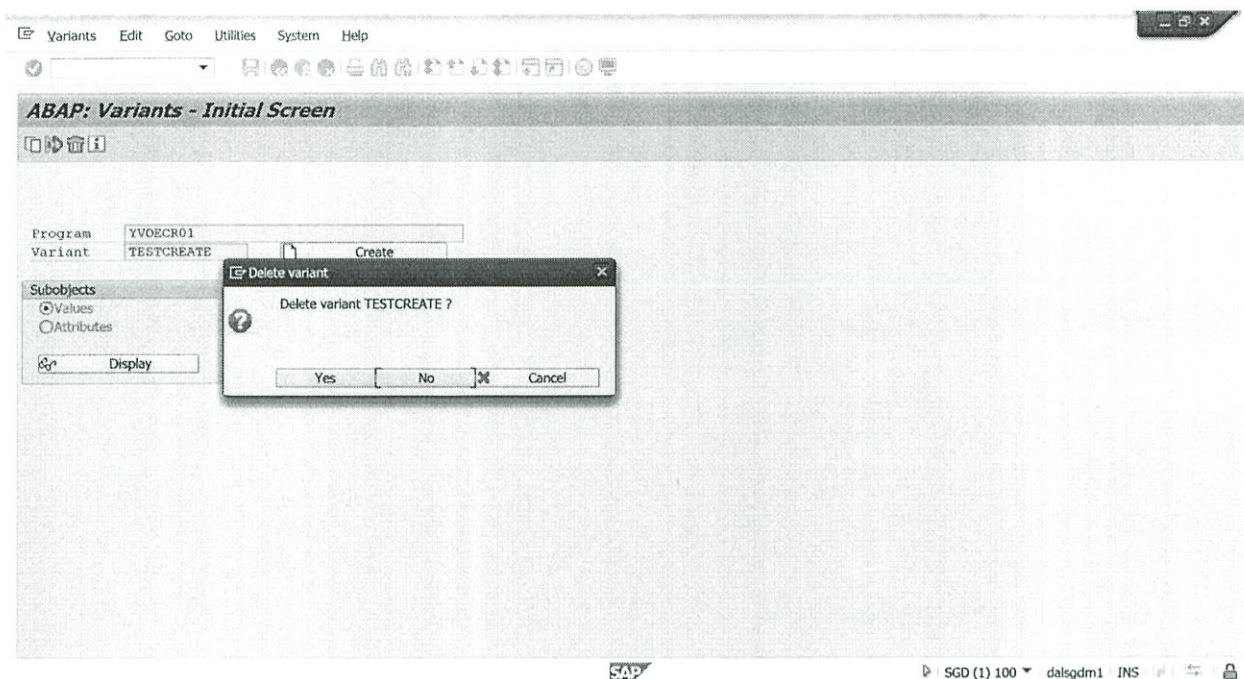 Variants Edit Goto Utilities System Help
ABAP: Variants - Initial Screen
Program YVOECR01
Variant TESTCREATE Create
Delete variant
Subobjects
Values
Attributes
Display
Delete variant TESTCREATE ?
Yes No Cancel
SAP
SGD (1) 100 dalsgdm1 INS